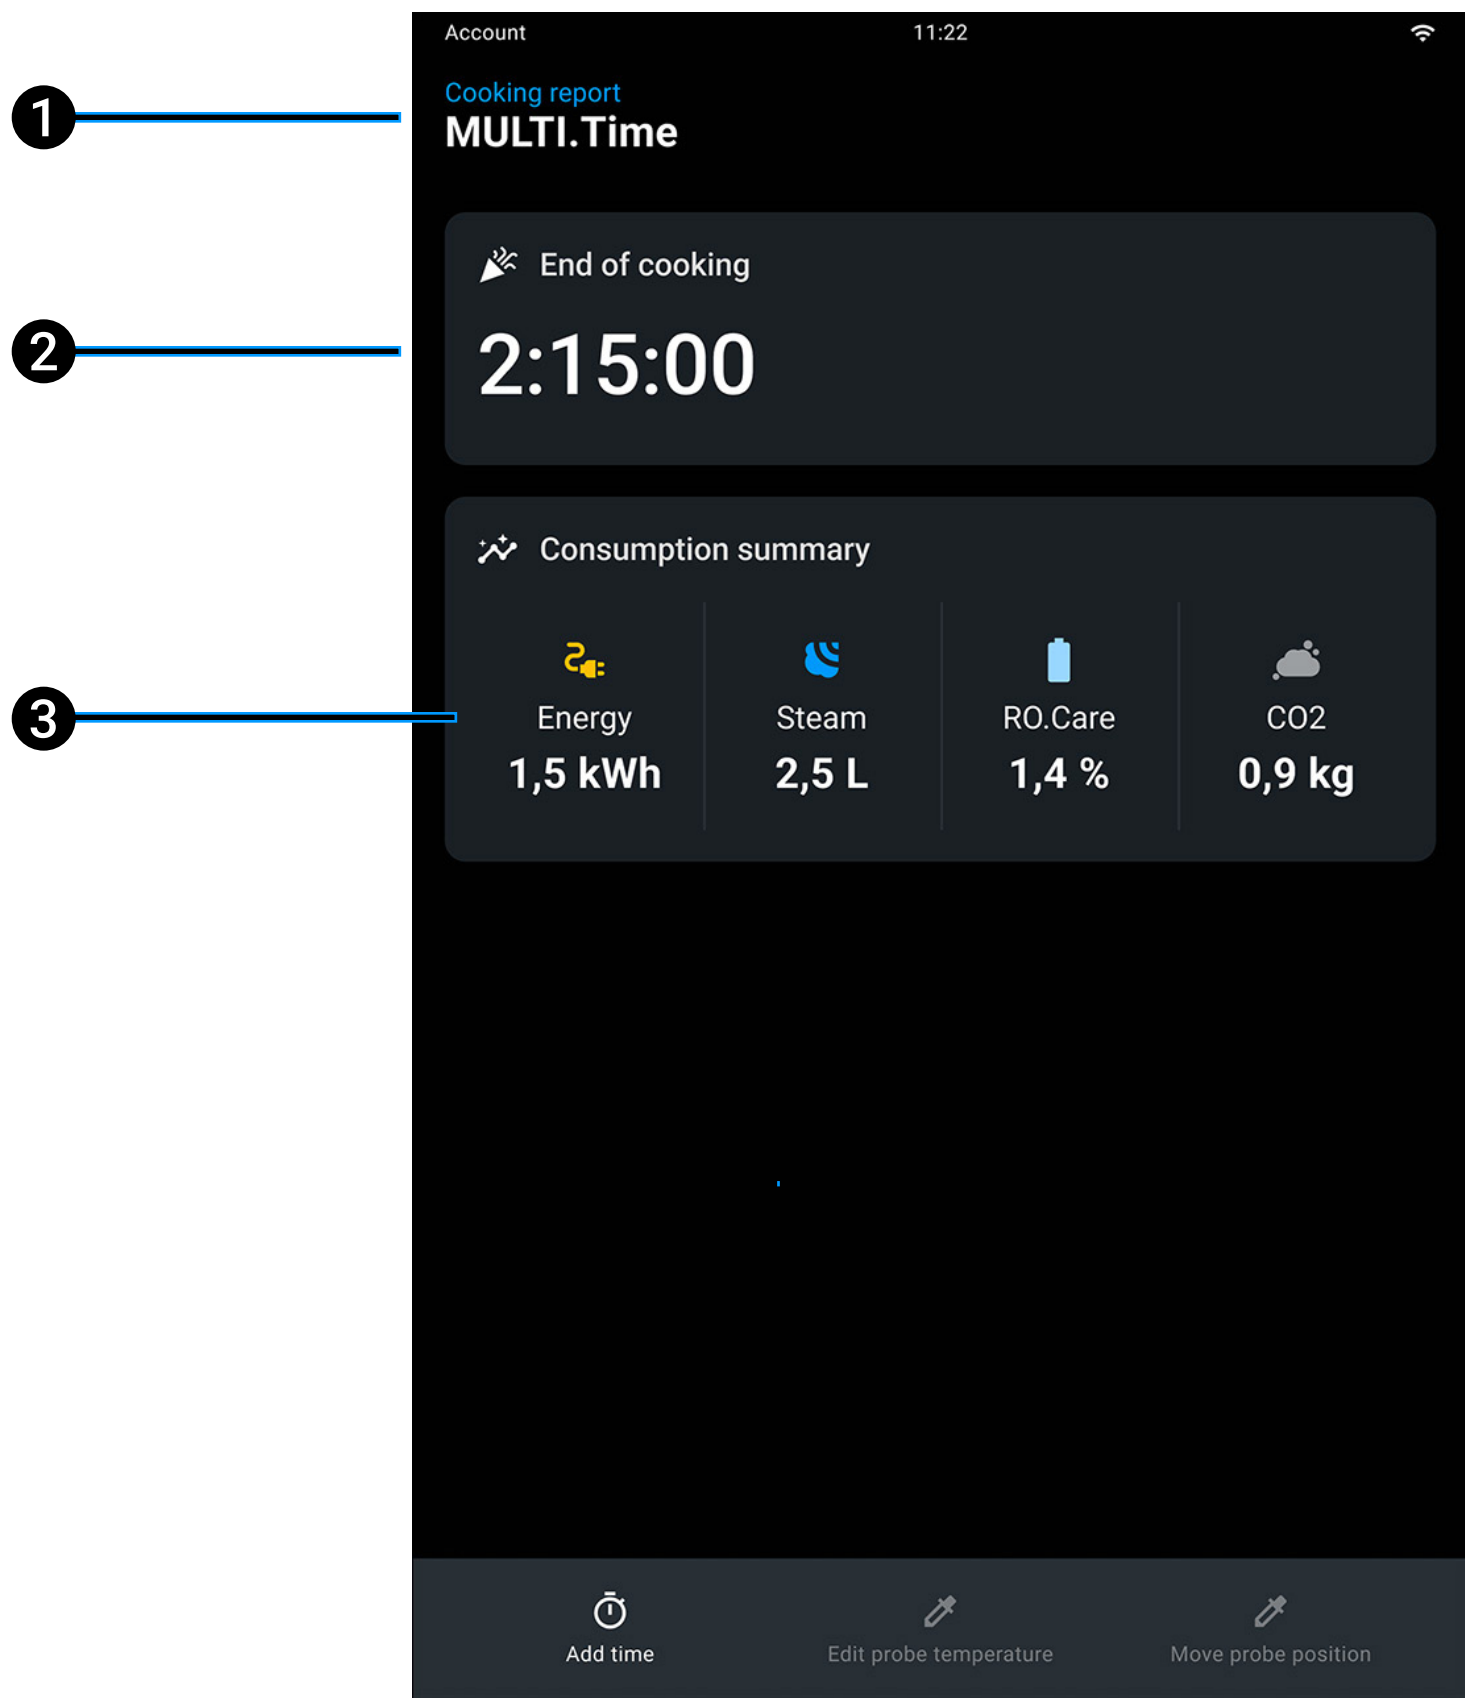 Account 11:22
Cooking report
1
MULTI.Time
End of cooking
2
2:15:00
Consumption summary
3
Energy Steam RO.Care CO2
1,5 kWh 2,5 L 1,4 % 0,9 kg
Add time Edit probe temperature Move probe position